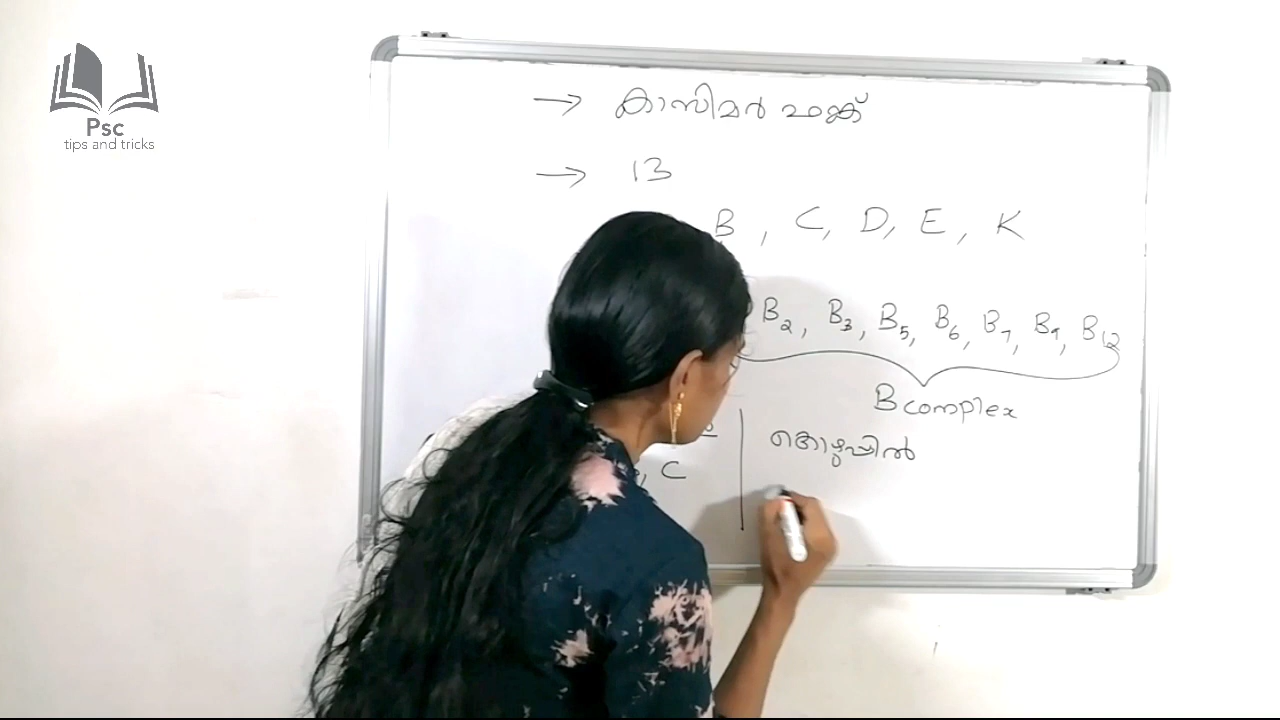 Psc
tips and tricks
→ കാസിമർ ഫങ്ക്
→ 13
B , C, D, E , K
B₂, B₃, B₅, B₆, B₇, B₉, B₁₂
B complex
കൊഴുപ്പിൽ
, C